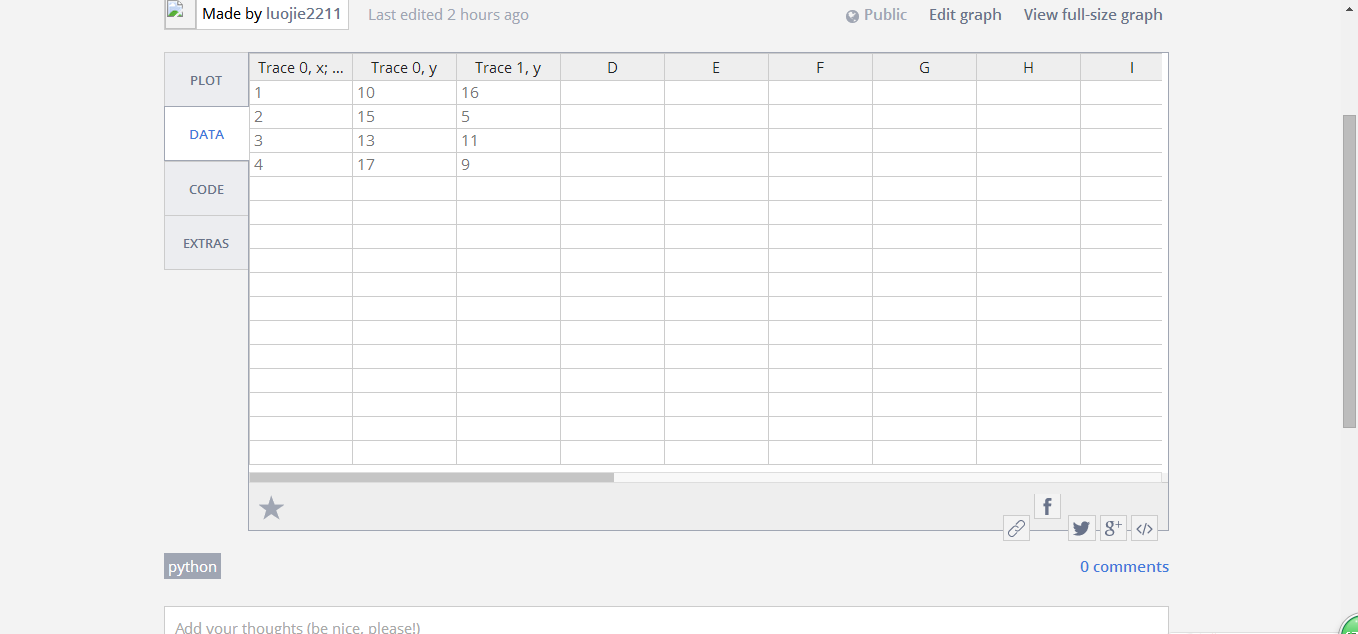 Made by luojie2211 Last edited 2 hours ago Public Edit graph View full-size graph
PLOT
DATA
CODE
EXTRAS
Trace 0, x; ... Trace 0, y Trace 1, y D E F G H I
1 10 16
2 15 5
3 13 11
4 17 9
f
g+ </>
python 0 comments
Add your thoughts (be nice, please!)